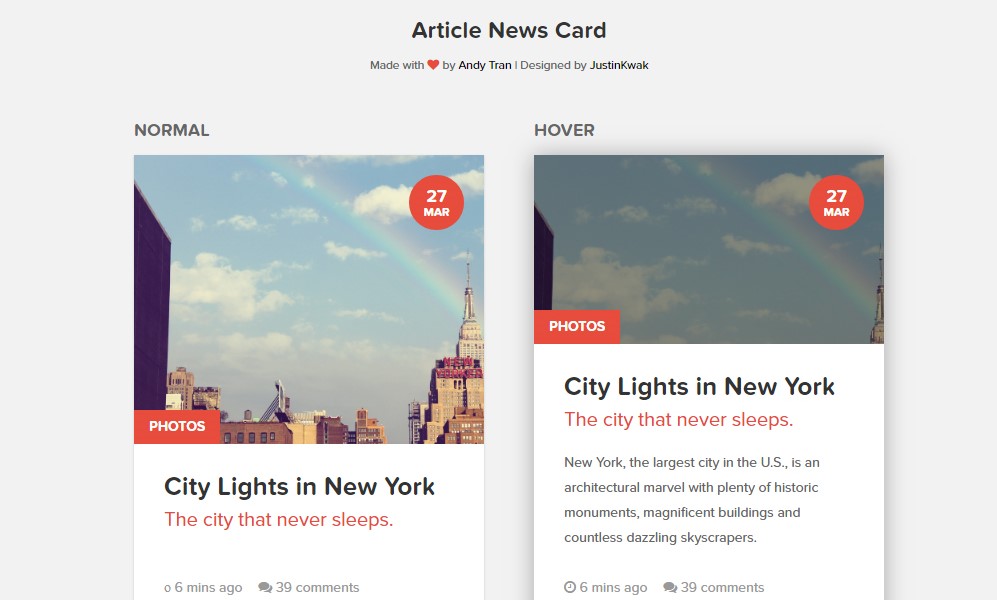 Article News Card
Made with ❤ by Andy Tran | Designed by JustinKwak
NORMAL
27
MAR
PHOTOS
City Lights in New York
The city that never sleeps.
o 6 mins ago 39 comments
HOVER
27
MAR
PHOTOS
City Lights in New York
The city that never sleeps.
New York, the largest city in the U.S., is an
architectural marvel with plenty of historic
monuments, magnificent buildings and
countless dazzling skyscrapers.
6 mins ago 39 comments